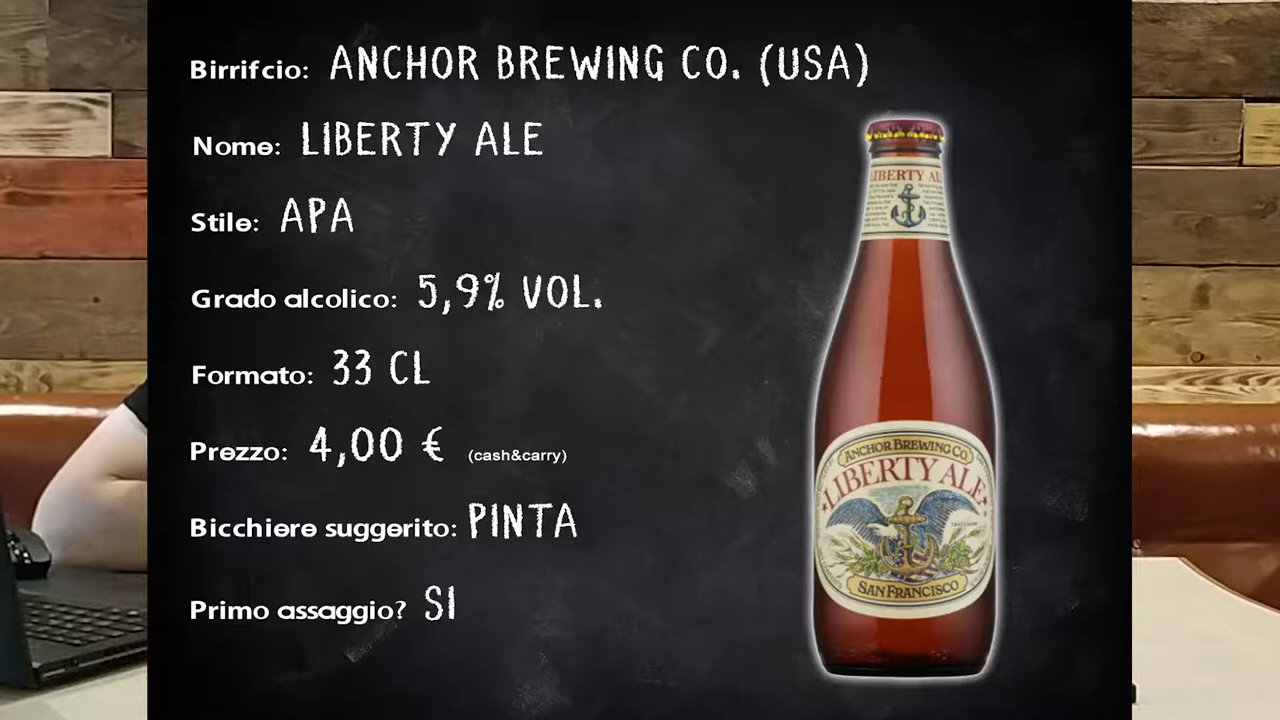 Birrifcio: ANCHOR BREWING CO. (USA)
Nome: LIBERTY ALE
Stile: APA
Grado alcolico: 5,9% VOL.
Formato: 33 CL
Prezzo: 4,00 € (cash&carry)
Bicchiere suggerito: PINTA
Primo assaggio? SI
LIBERTY ALE
ANCHOR BREWING CO.
LIBERTY ALE
SAN FRANCISCO